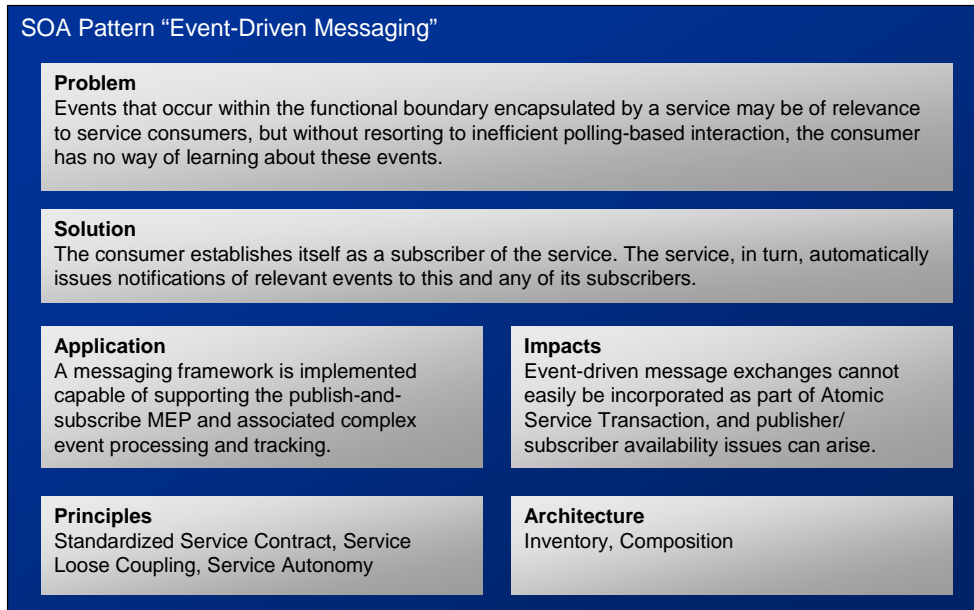 SOA Pattern “Event-Driven Messaging”
Problem
Events that occur within the functional boundary encapsulated by a service may be of relevance
to service consumers, but without resorting to inefficient polling-based interaction, the consumer
has no way of learning about these events.
Solution
The consumer establishes itself as a subscriber of the service. The service, in turn, automatically
issues notifications of relevant events to this and any of its subscribers.
Application
A messaging framework is implemented
capable of supporting the publish-and-
subscribe MEP and associated complex
event processing and tracking.
Impacts
Event-driven message exchanges cannot
easily be incorporated as part of Atomic
Service Transaction, and publisher/
subscriber availability issues can arise.
Principles
Standardized Service Contract, Service
Loose Coupling, Service Autonomy
Architecture
Inventory, Composition